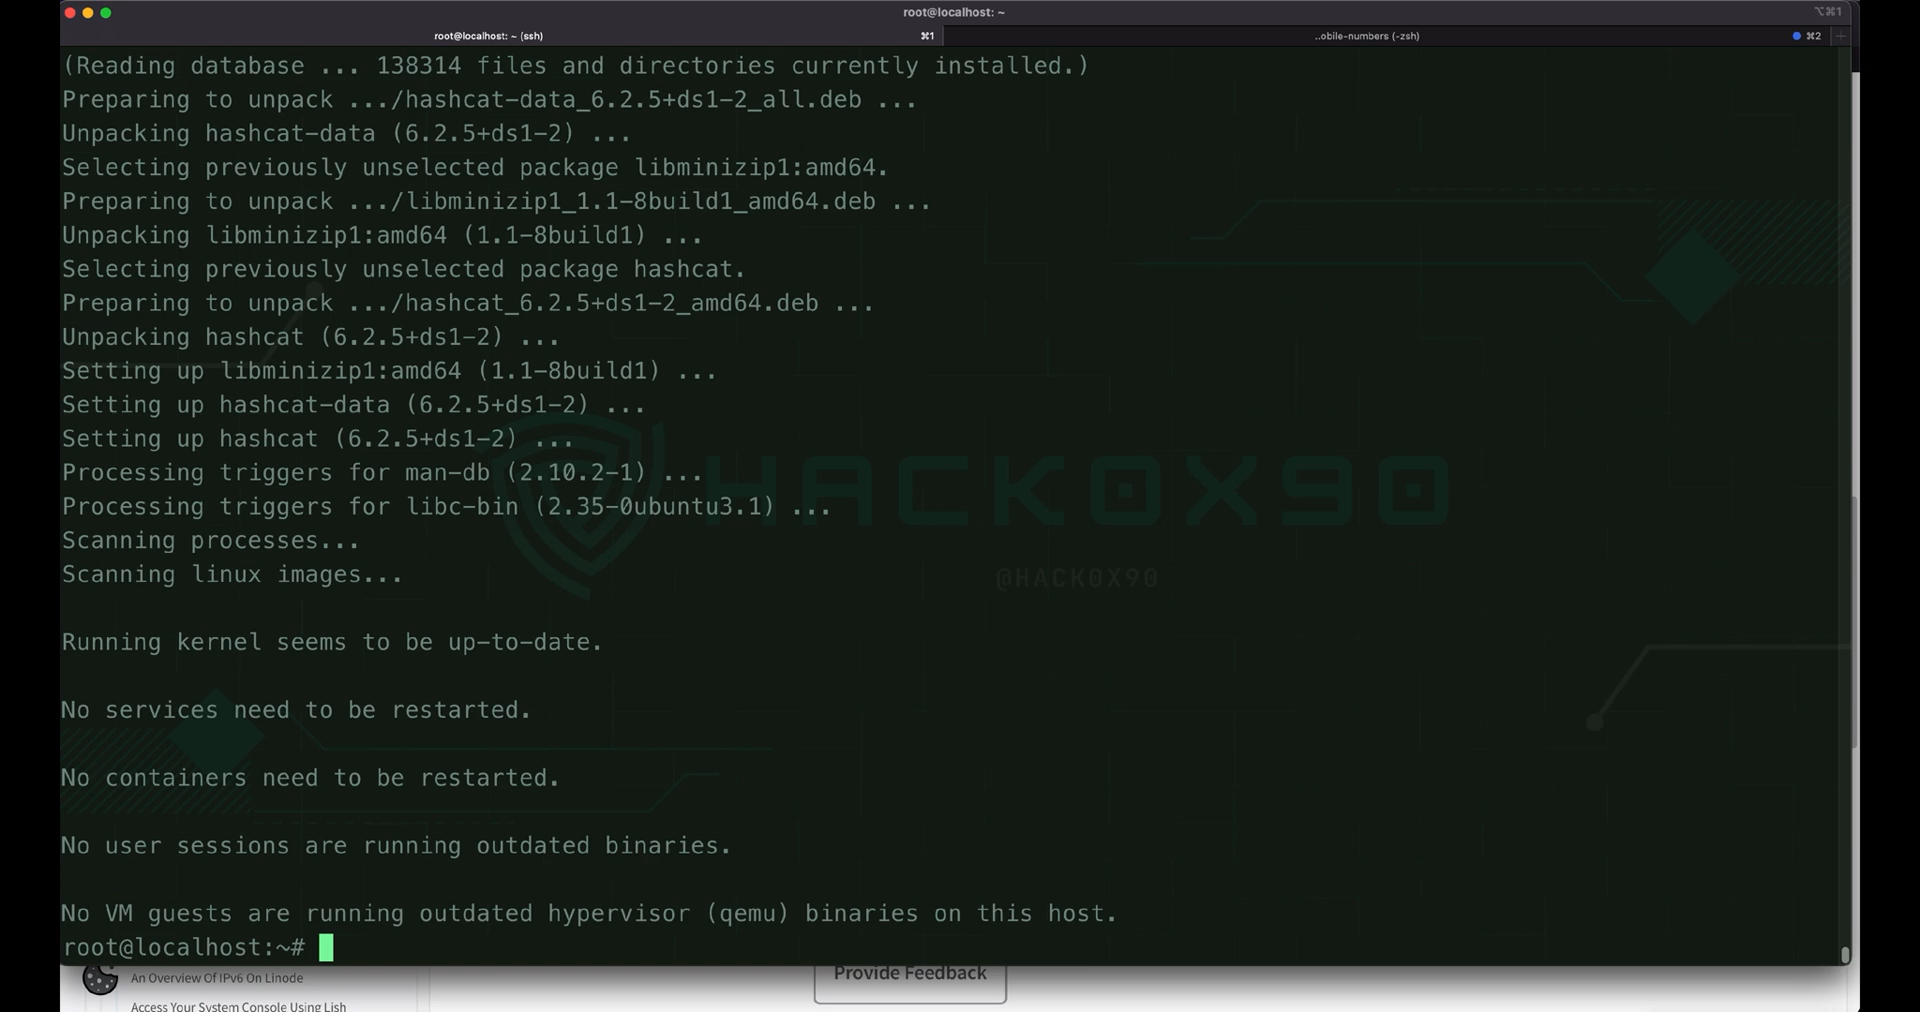 root@localhost: ~
⌥⌘1
root@localhost: ~ (ssh)
⌘1
..obile-numbers (-zsh)
⌘2
+
(Reading database ... 138314 files and directories currently installed.)
Preparing to unpack .../hashcat-data_6.2.5+ds1-2_all.deb ...
Unpacking hashcat-data (6.2.5+ds1-2) ...
Selecting previously unselected package libminizip1:amd64.
Preparing to unpack .../libminizip1_1.1-8build1_amd64.deb ...
Unpacking libminizip1:amd64 (1.1-8build1) ...
Selecting previously unselected package hashcat.
Preparing to unpack .../hashcat_6.2.5+ds1-2_amd64.deb ...
Unpacking hashcat (6.2.5+ds1-2) ...
Setting up libminizip1:amd64 (1.1-8build1) ...
Setting up hashcat-data (6.2.5+ds1-2) ...
Setting up hashcat (6.2.5+ds1-2) ...
Processing triggers for man-db (2.10.2-1) ...
Processing triggers for libc-bin (2.35-0ubuntu3.1) ...
HACK0X90
Scanning processes...
Scanning linux images...
@HACK0X90
Running kernel seems to be up-to-date.
No services need to be restarted.
No containers need to be restarted.
No user sessions are running outdated binaries.
No VM guests are running outdated hypervisor (qemu) binaries on this host.
root@localhost:~#
An Overview Of IPv6 On Linode
Provide Feedback
Access Your System Console Using Lish